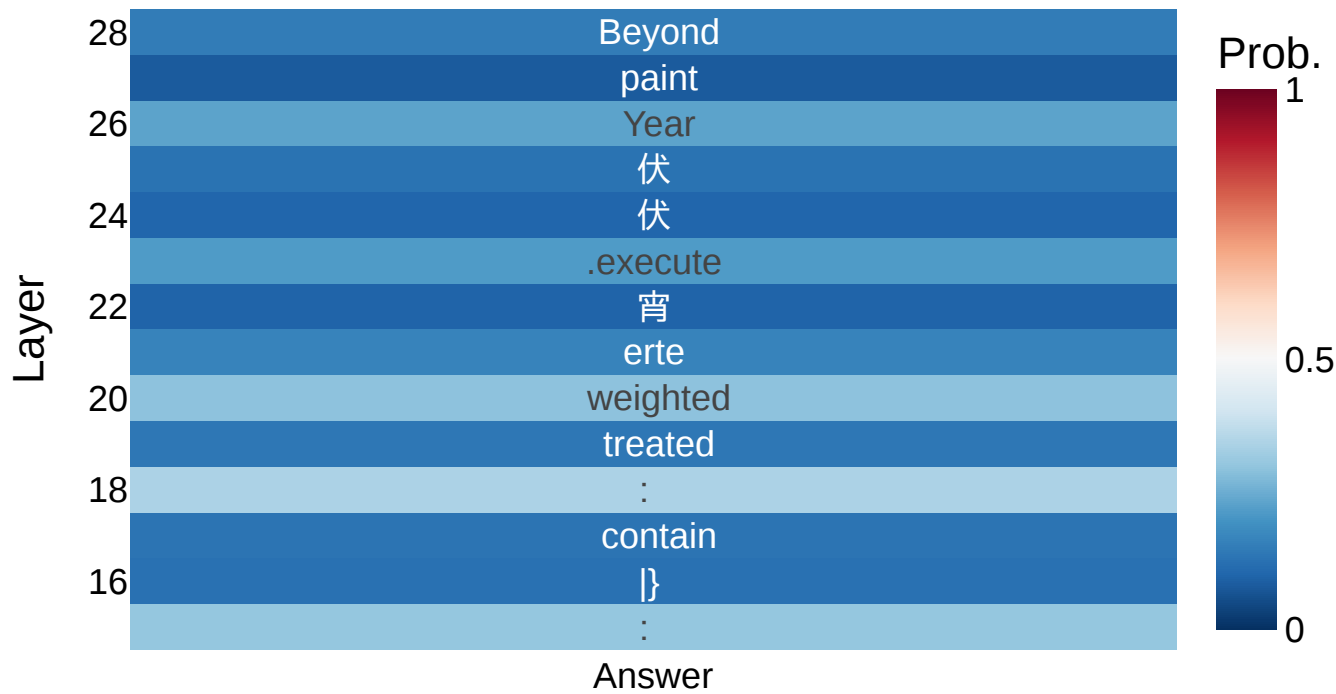 28 Beyond
paint
26 Year
伏
24 伏
.execute
22 宵
erte
20 weighted
treated
18 :
contain
16 |}
:
Layer
Answer
Prob.
1
0.5
0